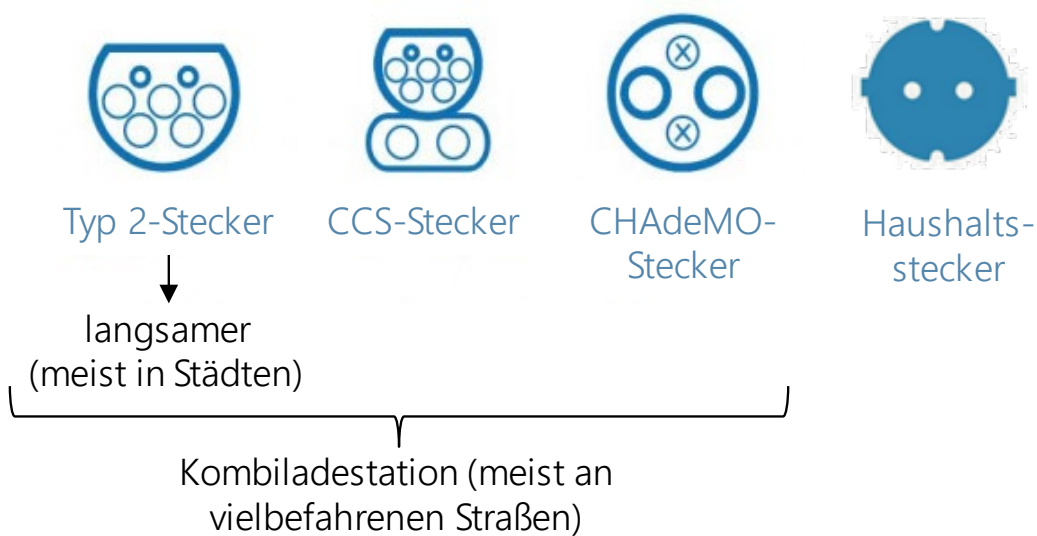 Typ 2-Stecker
CCS-Stecker
CHAdeMO-
Stecker
Haushalts-
stecker
langsamer
(meist in Städten)
Kombiladestation (meist an
vielbefahrenen Straßen)